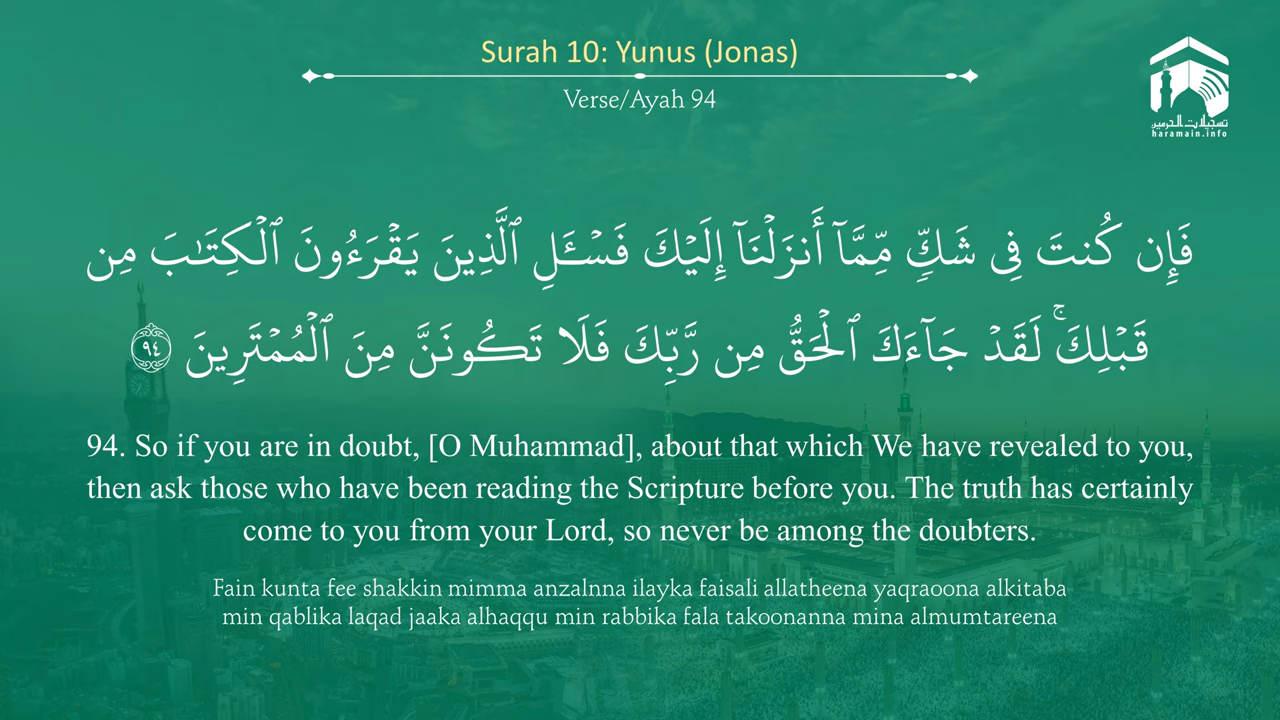 Surah 10: Yunus (Jonas)
Verse/Ayah 94
تسجيلات الحرمين
haramain.info
فَإِن كُنتَ فِى شَكٍّ مِّمَّآ أَنزَلْنَآ إِلَيْكَ فَسْـَٔلِ ٱلَّذِينَ يَقْرَءُونَ ٱلْكِتَـٰبَ مِن
قَبْلِكَ ۚ لَقَدْ جَآءَكَ ٱلْحَقُّ مِن رَّبِّكَ فَلَا تَكُونَنَّ مِنَ ٱلْمُمْتَرِينَ ٩٤
94. So if you are in doubt, [O Muhammad], about that which We have revealed to you,
then ask those who have been reading the Scripture before you. The truth has certainly
come to you from your Lord, so never be among the doubters.
Fain kunta fee shakkin mimma anzalnna ilayka faisali allatheena yaqraoona alkitaba
min qablika laqad jaaka alhaqqu min rabbika fala takoonanna mina almumtareena